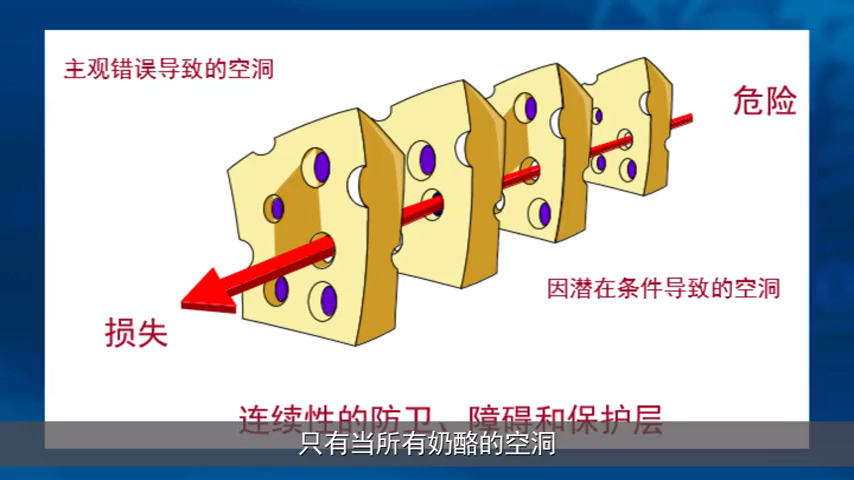 主观错误导致的空洞
危险
因潜在条件导致的空洞
损失
连续性的防卫、障碍和保护层
只有当所有奶酪的空洞